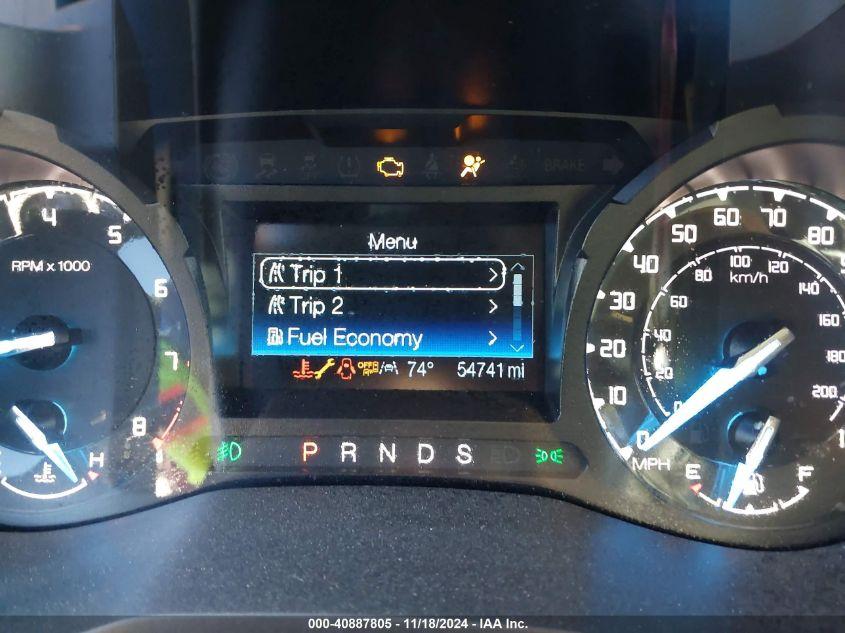 BRAKE
Menu
Trip 1
Trip 2
Fuel Economy
OFF
74° 54741 mi
4
5
6
7
8
RPM x 1000
H
P R N D S
0
10
20
30
40
50
60
70
80
MPH
0
20
40
60
80
100
120
140
160
180
200
km/h
E F
000-40887805 - 11/18/2024 - IAA Inc.